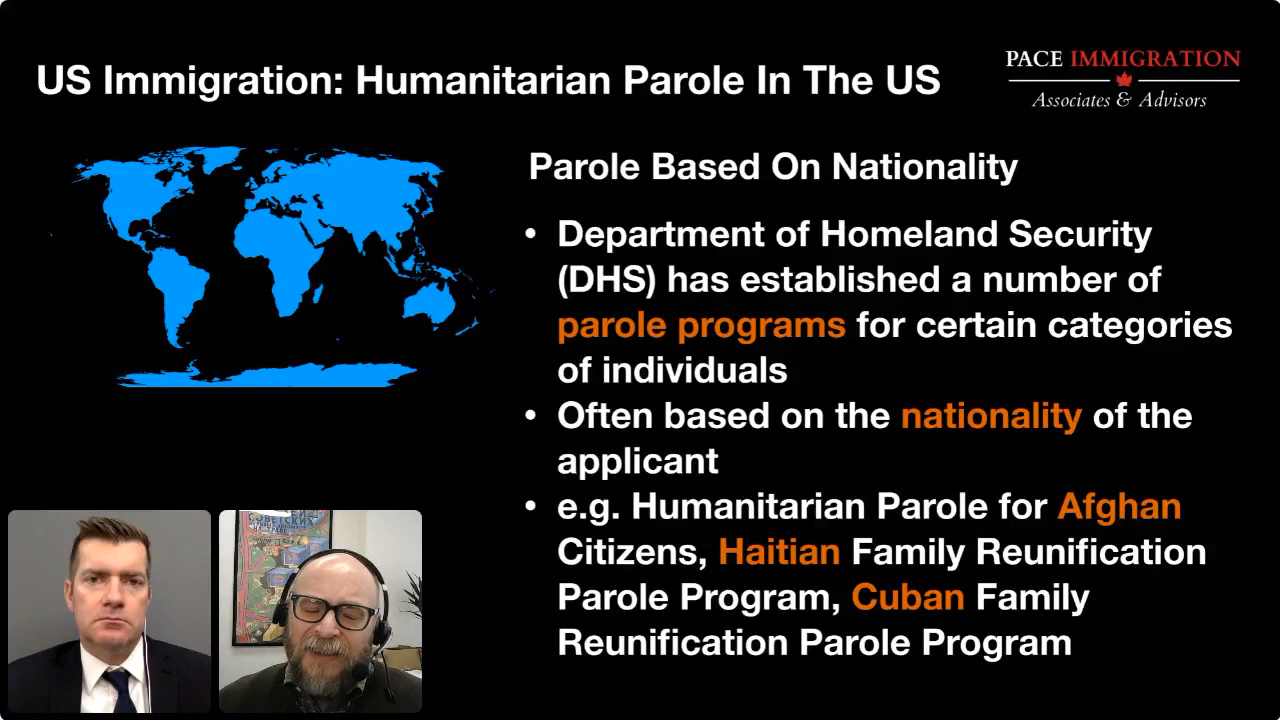 US Immigration: Humanitarian Parole In The US
PACE IMMIGRATION
Associates & Advisors
Parole Based On Nationality
• Department of Homeland Security
(DHS) has established a number of
parole programs for certain categories
of individuals
• Often based on the nationality of the
applicant
• e.g. Humanitarian Parole for Afghan
Citizens, Haitian Family Reunification
Parole Program, Cuban Family
Reunification Parole Program